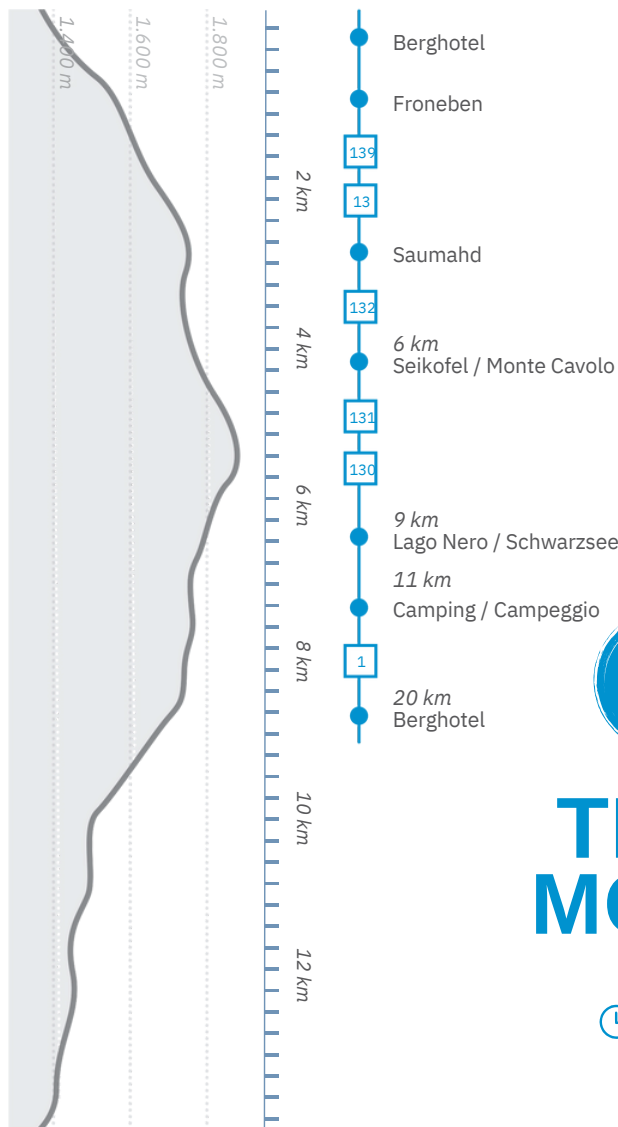 1.400 m
1.600 m
1.800 m
2 km
4 km
6 km
8 km
10 km
12 km
Berghotel
Froneben
139
13
Saumahd
132
6 km
Seikofel / Monte Cavolo
131
130
9 km
Lago Nero / Schwarzsee
11 km
Camping / Campeggio
1
20 km
Berghotel